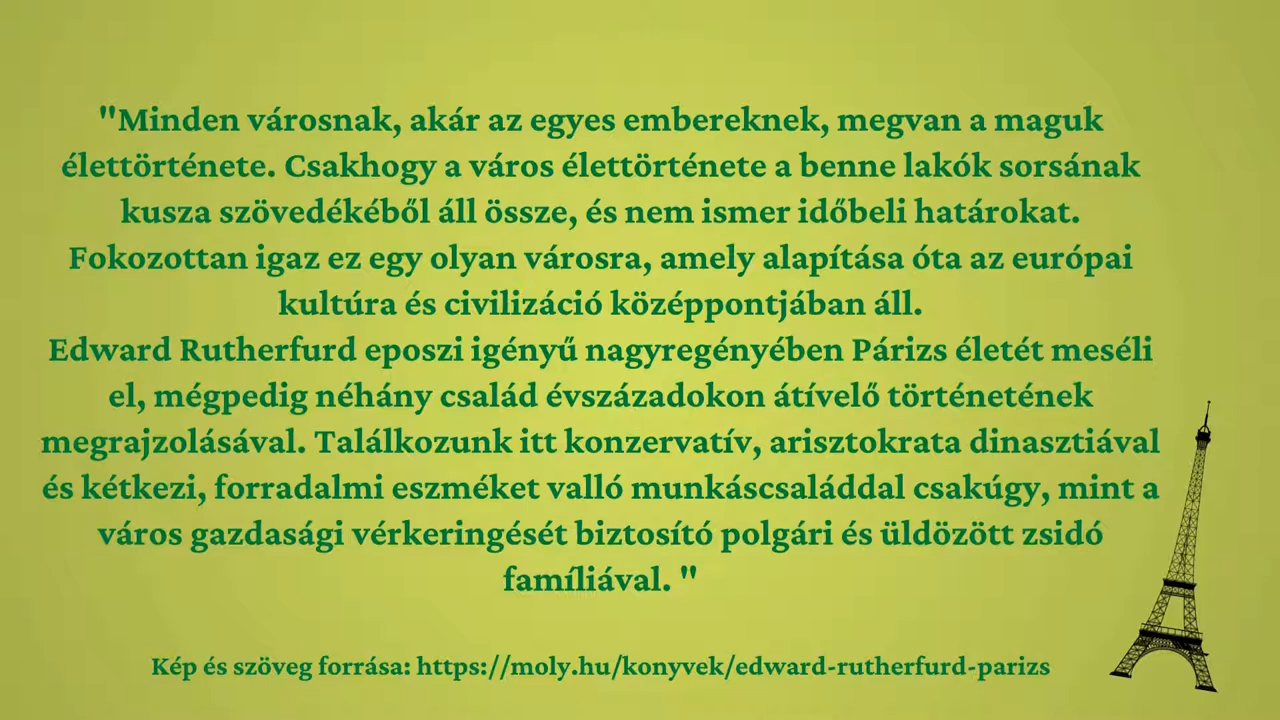 "Minden városnak, akár az egyes embereknek, megvan a maguk
élettörténete. Csakhogy a város élettörténete a benne lakók sorsának
kusza szövedékéből áll össze, és nem ismer időbeli határokat.
Fokozottan igaz ez egy olyan városra, amely alapítása óta az európai
kultúra és civilizáció középpontjában áll.
Edward Rutherfurd eposzi igényű nagyregényében Párizs életét meséli
el, mégpedig néhány család évszázadokon átívelő történetének
megrajzolásával. Találkozunk itt konzervatív, arisztokrata dinasztiával
és kétkezi, forradalmi eszméket valló munkáscsaláddal csakúgy, mint a
város gazdasági vérkeringését biztosító polgári és üldözött zsidó
famíliával. "
Kép és szöveg forrása: https://moly.hu/konyvek/edward-rutherfurd-parizs